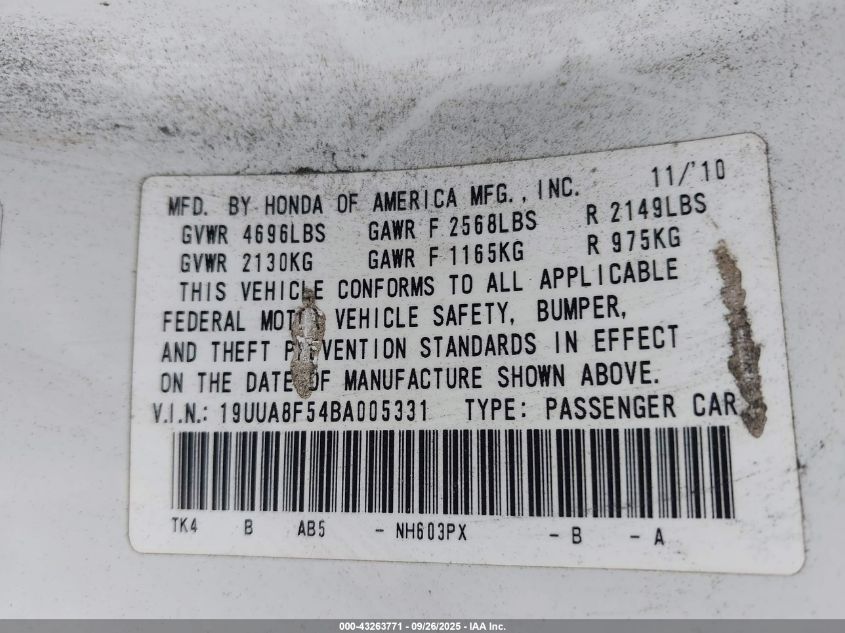 11/'10
MFD. BY HONDA OF AMERICA MFG., INC.
GVWR 4696LBS GAWR F 2568LBS R 2149LBS
GVWR 2130KG GAWR F 1165KG R 975KG
THIS VEHICLE CONFORMS TO ALL APPLICABLE
FEDERAL MOTOR VEHICLE SAFETY, BUMPER,
AND THEFT PREVENTION STANDARDS IN EFFECT
ON THE DATE OF MANUFACTURE SHOWN ABOVE.
V.I.N.: 19UUA8F54BA005331 TYPE: PASSENGER CAR
TK4 B AB5 - NH603PX - B - A
000-43263771 - 09/26/2025 - IAA Inc.